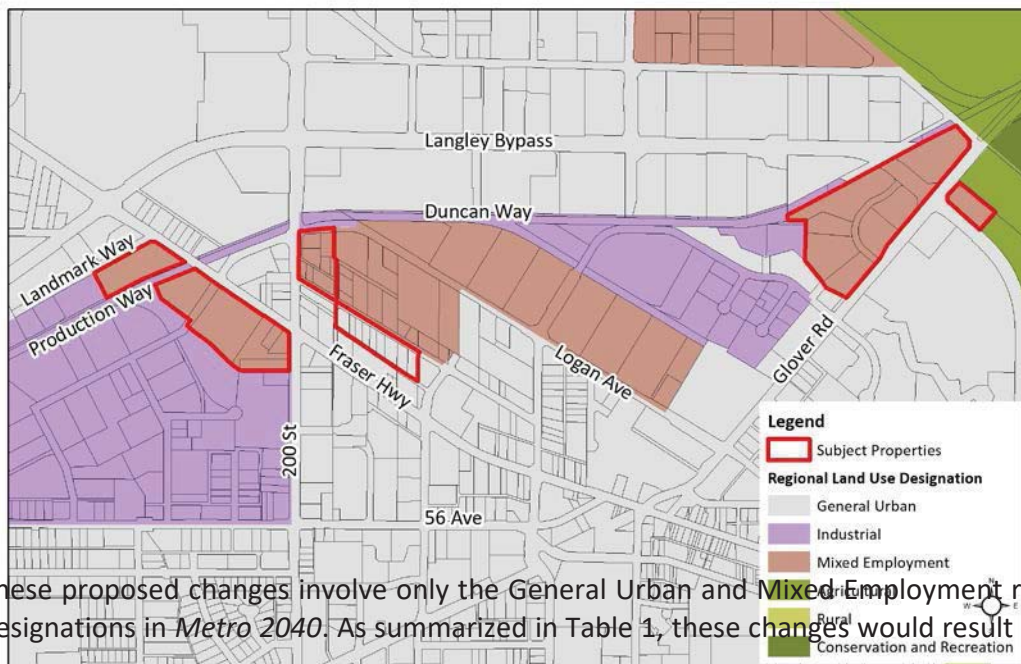 Langley Bypass
Duncan Way
Landmark Way
Production Way
Fraser Hwy
Logan Ave
Glover Rd
200 St
56 Ave
Legend
Subject Properties
Regional Land Use Designation
General Urban
Industrial
Mixed Employment
Agricultural
Rural
Conservation and Recreation
N
W E
hese proposed changes involve only the General Urban and Mixed Employment
esignations in Metro 2040. As summarized in Table 1, these changes would result